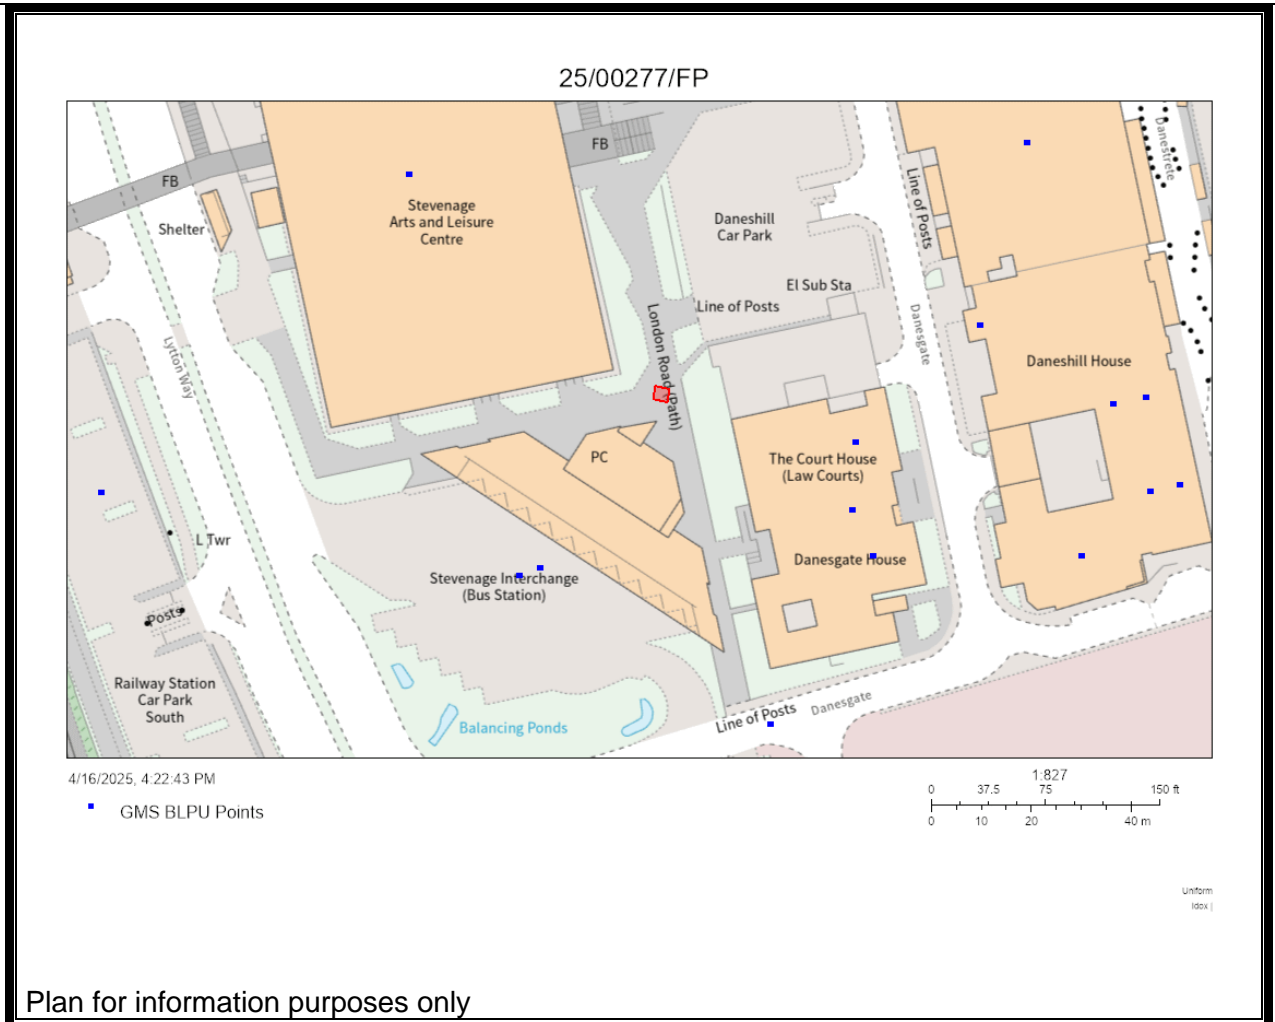 25/00277/FP
FB
FB
Shelter
Stevenage
Arts and Leisure
Centre
Daneshill
Car Park
Line of Posts
Danestrete
El Sub Sta
Line of Posts
London Road (Path)
Danesgate
Daneshill House
Lytton Way
PC
The Court House
(Law Courts)
L Twr
Danesgate House
Stevenage Interchange
(Bus Station)
Posts
Railway Station
Car Park
South
Balancing Ponds
Line of Posts
Danesgate
4/16/2025, 4:22:43 PM
GMS BLPU Points
1:827
0 37.5 75 150 ft
0 10 20 40 m
Uniform
Idox |
Plan for information purposes only